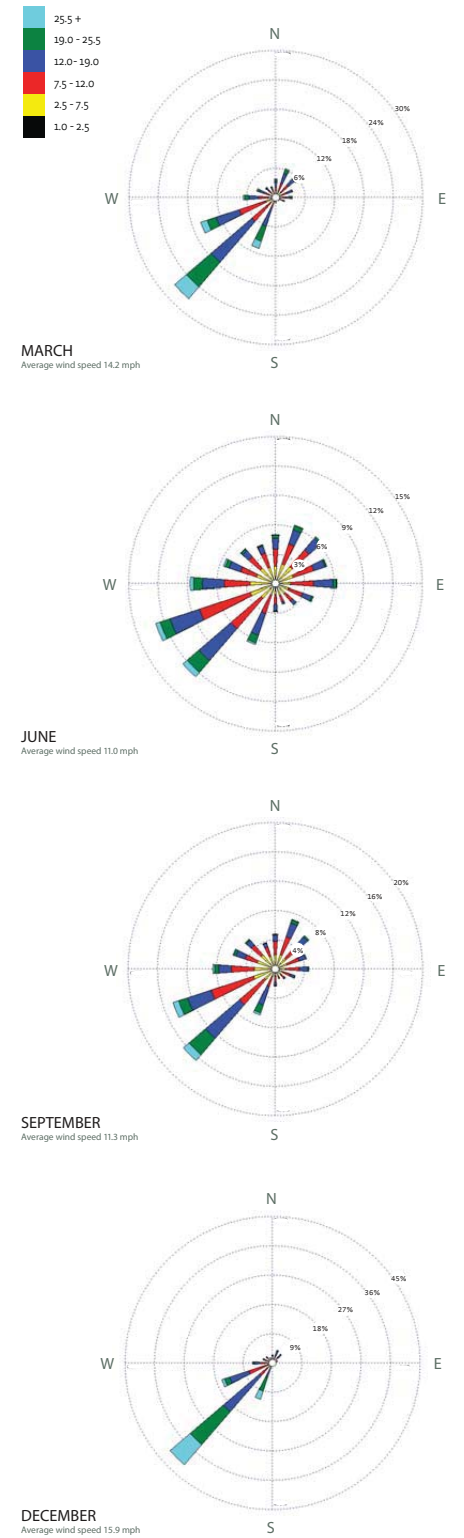 25.5 +
19.0 - 25.5
12.0- 19.0
7.5 - 12.0
2.5 - 7.5
1.0 - 2.5
N
30%
24%
18%
12%
6%
W
E
S
MARCH
Average wind speed 14.2 mph
N
15%
12%
9%
6%
3%
W
E
S
JUNE
Average wind speed 11.0 mph
N
20%
16%
12%
8%
4%
W
E
S
SEPTEMBER
Average wind speed 11.3 mph
N
45%
36%
27%
18%
9%
W
E
S
DECEMBER
Average wind speed 15.9 mph